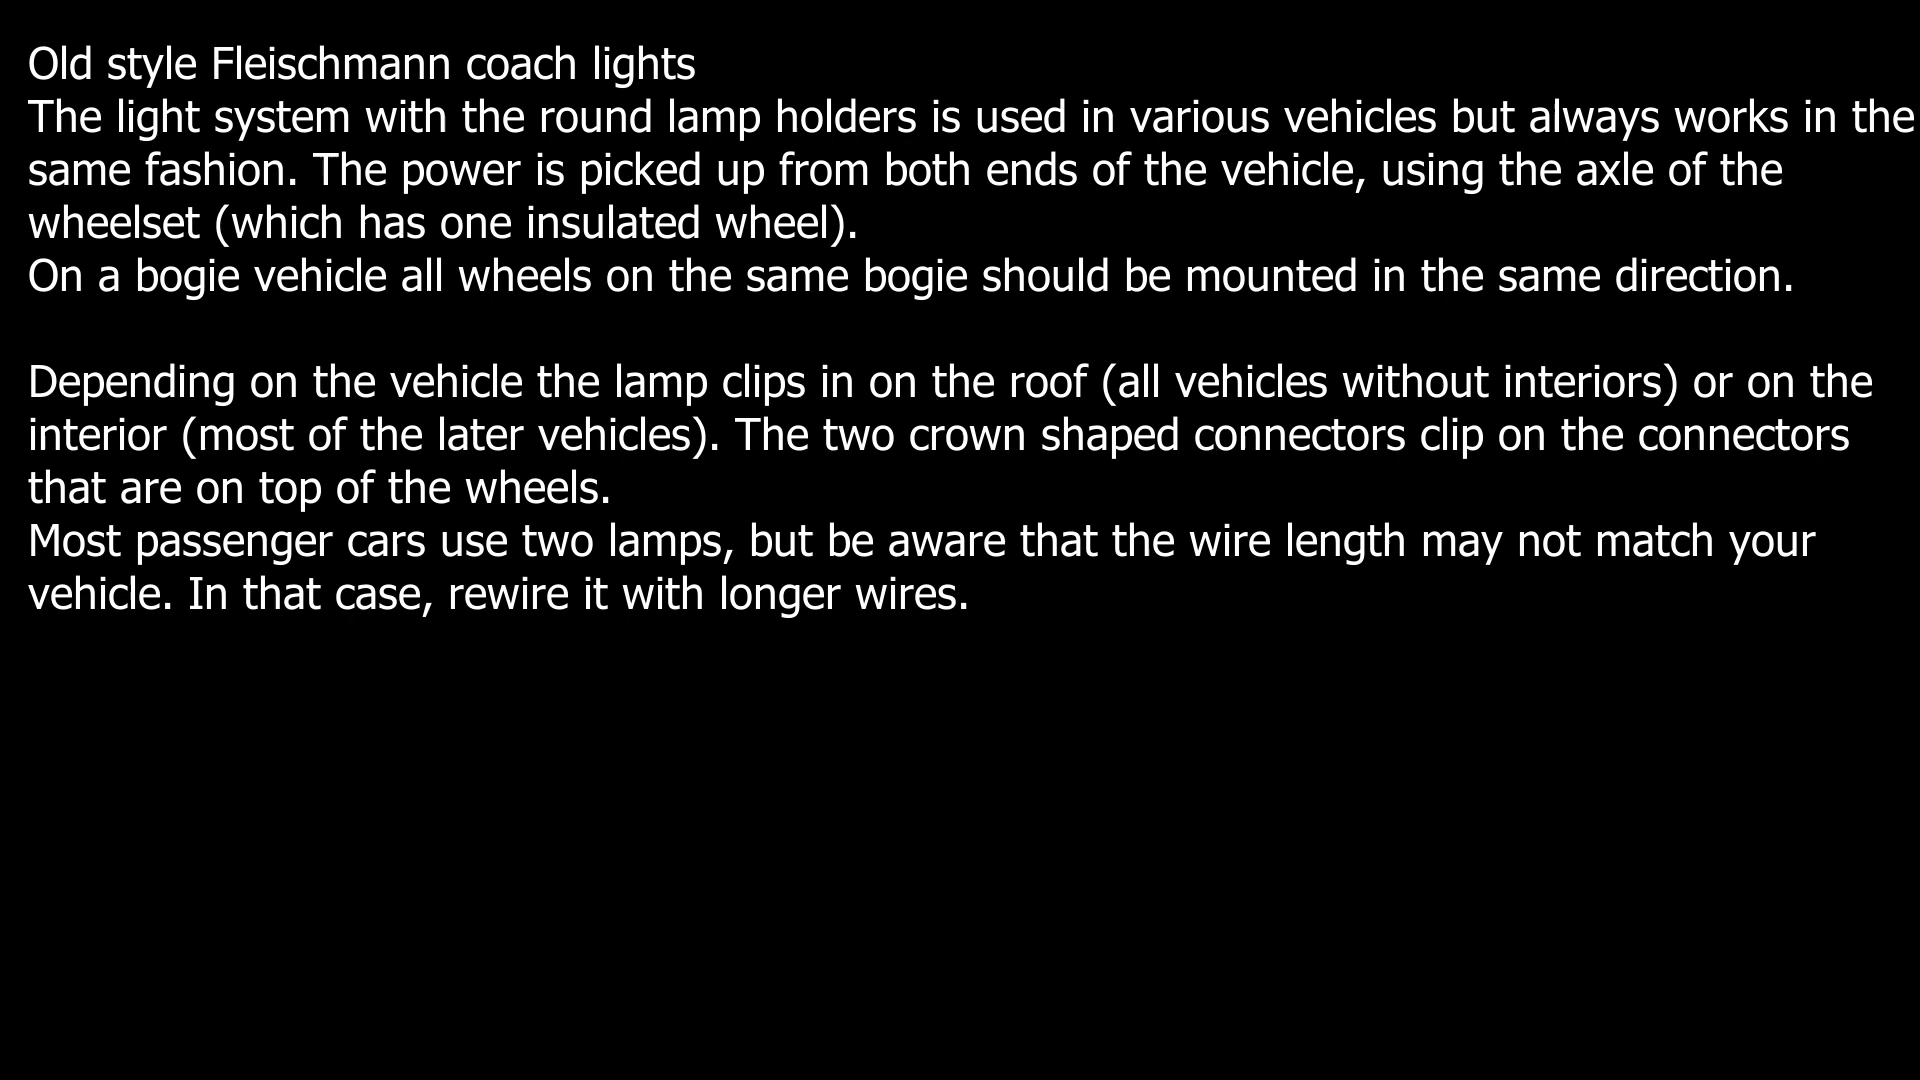 Old style Fleischmann coach lights
The light system with the round lamp holders is used in various vehicles but always works in the
same fashion. The power is picked up from both ends of the vehicle, using the axle of the
wheelset (which has one insulated wheel).
On a bogie vehicle all wheels on the same bogie should be mounted in the same direction.
Depending on the vehicle the lamp clips in on the roof (all vehicles without interiors) or on the
interior (most of the later vehicles). The two crown shaped connectors clip on the connectors
that are on top of the wheels.
Most passenger cars use two lamps, but be aware that the wire length may not match your
vehicle. In that case, rewire it with longer wires.